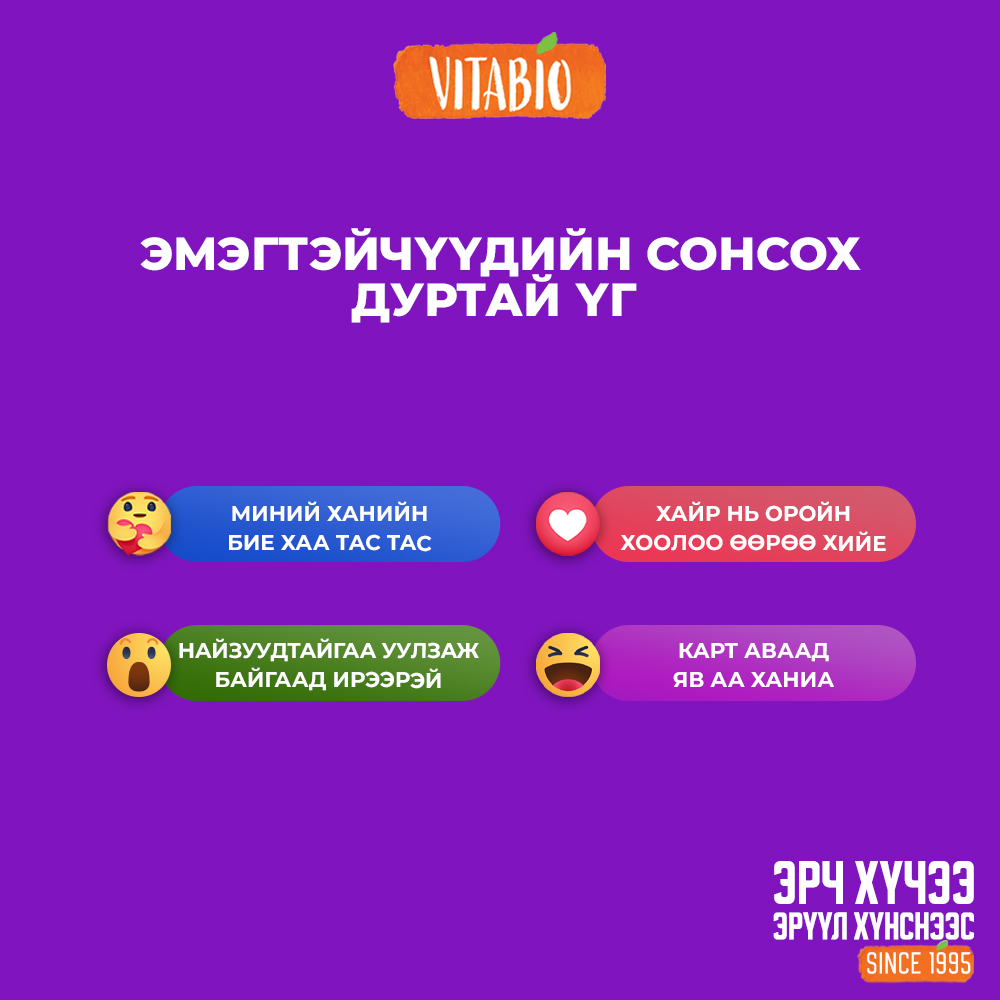 VITABIO
ЭМЭГТЭЙЧҮҮДИЙН СОНСОХ
ДУРТАЙ ҮГ
МИНИЙ ХАНИЙН
БИЕ ХАА ТАС ТАС
ХАЙР НЬ ОРОЙН
ХООЛОО ӨӨРӨӨ ХИЙЕ
НАЙЗУУДТАЙГАА УУЛЗАЖ
БАЙГААД ИРЭЭРЭЙ
КАРТ АВААД
ЯВ АА ХАНИА
ЭРЧ ХҮЧЭЭ
ЭРҮҮЛ ХҮНСНЭЭС
SINCE 1995